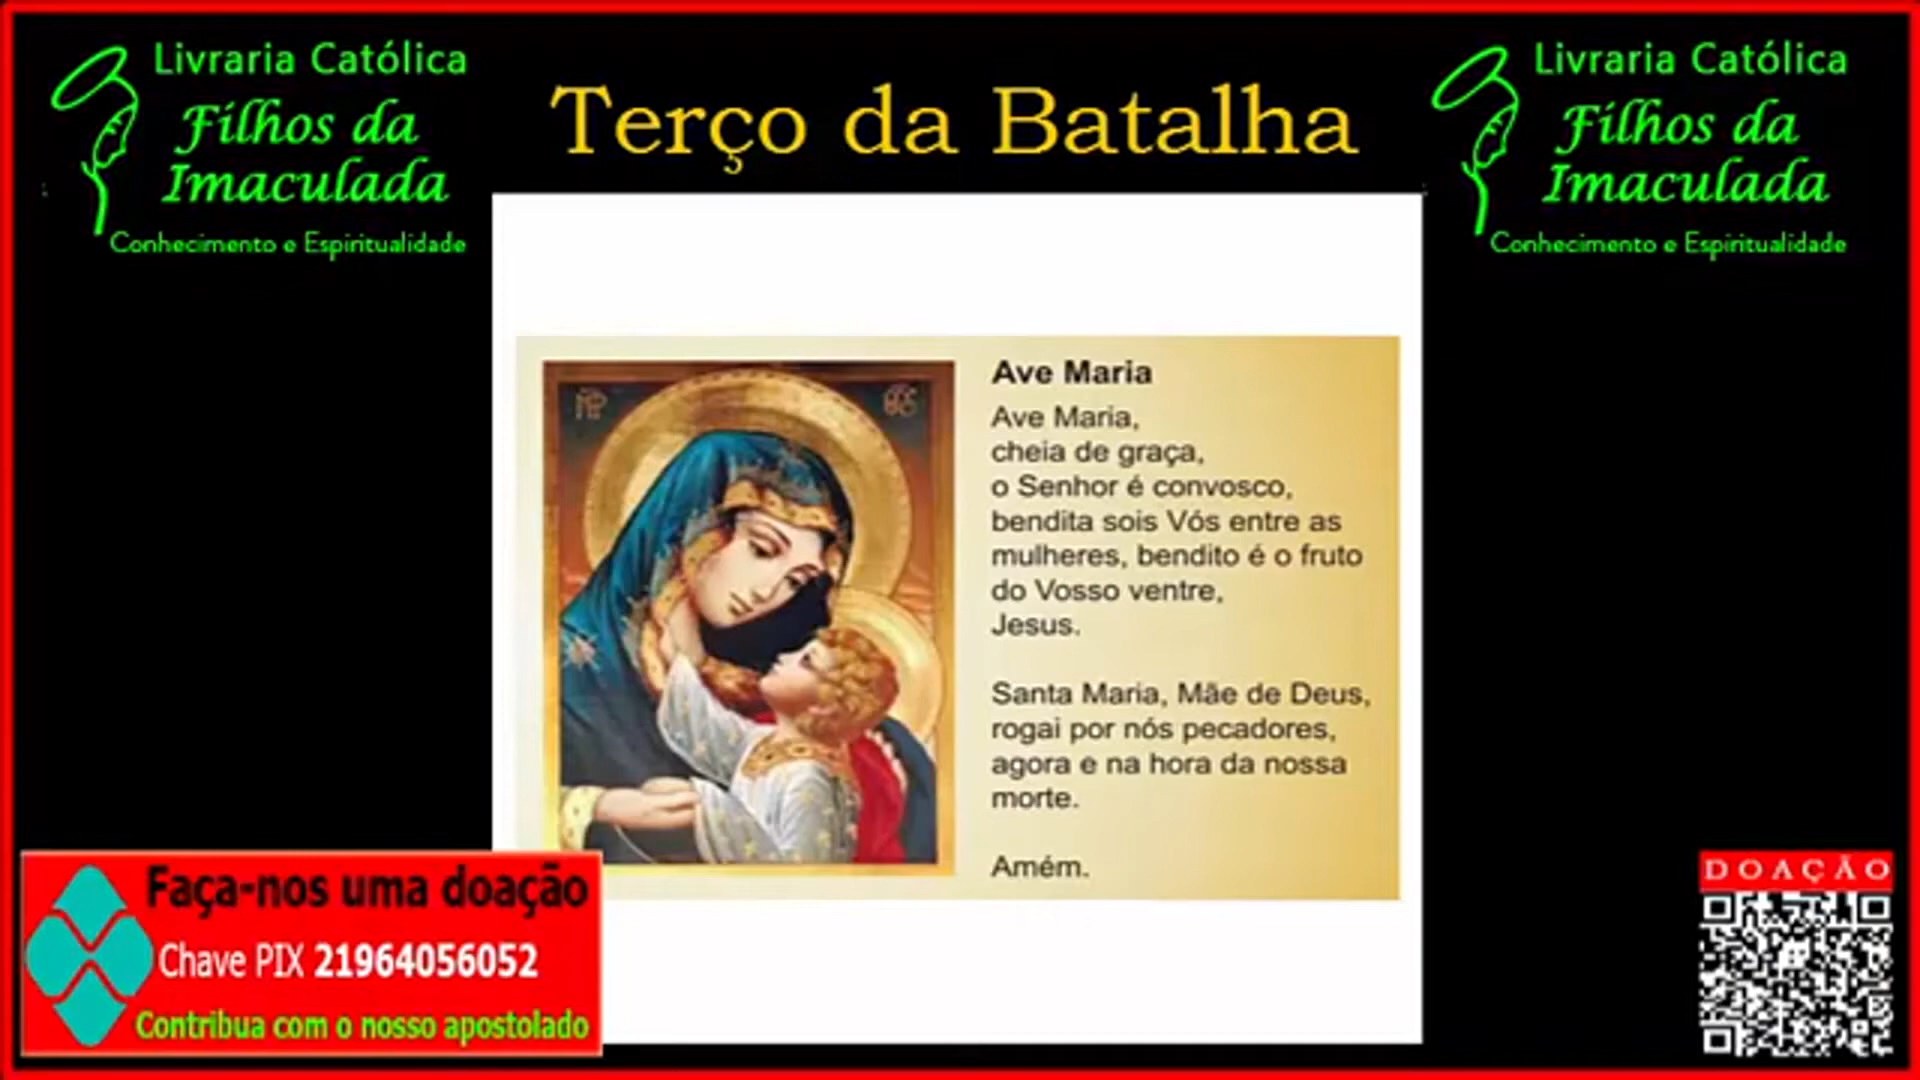 Livraria Católica
Filhos da
Imaculada
Conhecimento e Espiritualidade
Terço da Batalha
Livraria Católica
Filhos da
Imaculada
Conhecimento e Espiritualidade
Ave Maria
Ave Maria,
cheia de graça,
o Senhor é convosco,
bendita sois Vós entre as
mulheres, bendito é o fruto
do Vosso ventre,
Jesus.
Santa Maria, Mãe de Deus,
rogai por nós pecadores,
agora e na hora da nossa
morte.
Amém.
Faça-nos uma doação
Chave PIX 21964056052
Contribua com o nosso apostolado
DOAÇÃO